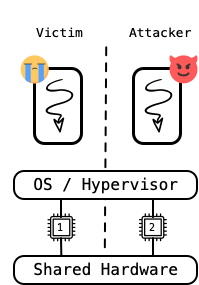 Victim Attacker
OS / Hypervisor
1 2
Shared Hardware